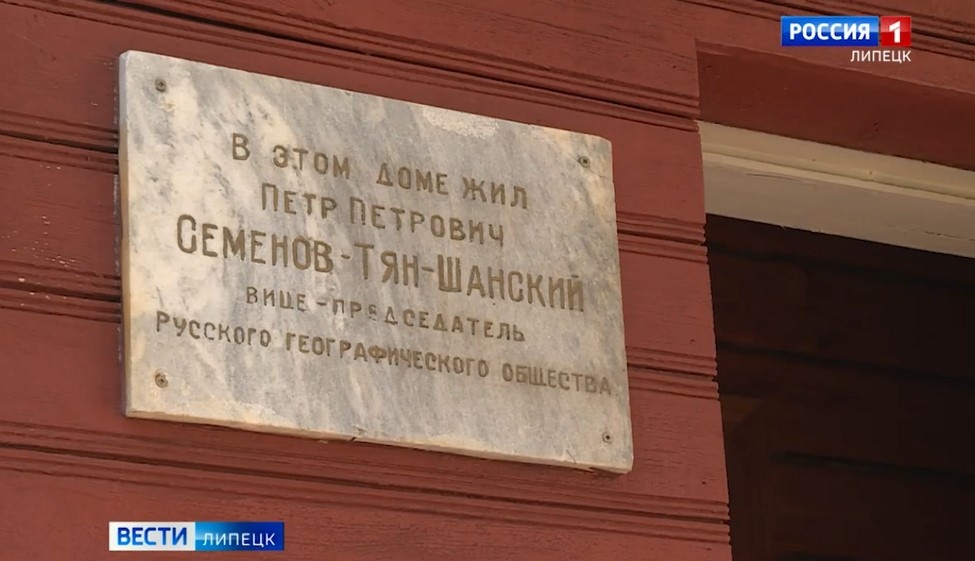 РОССИЯ 1
ЛИПЕЦК
В ЭТОМ ДОМЕ ЖИЛ
ПЕТР ПЕТРОВИЧ
СЕМЕНОВ-ТЯН-ШАНСКИЙ
ВИЦЕ-ПРЕДСЕДАТЕЛЬ
РУССКОГО ГЕОГРАФИЧЕСКОГО ОБЩЕСТВА
ВЕСТИ ЛИПЕЦК